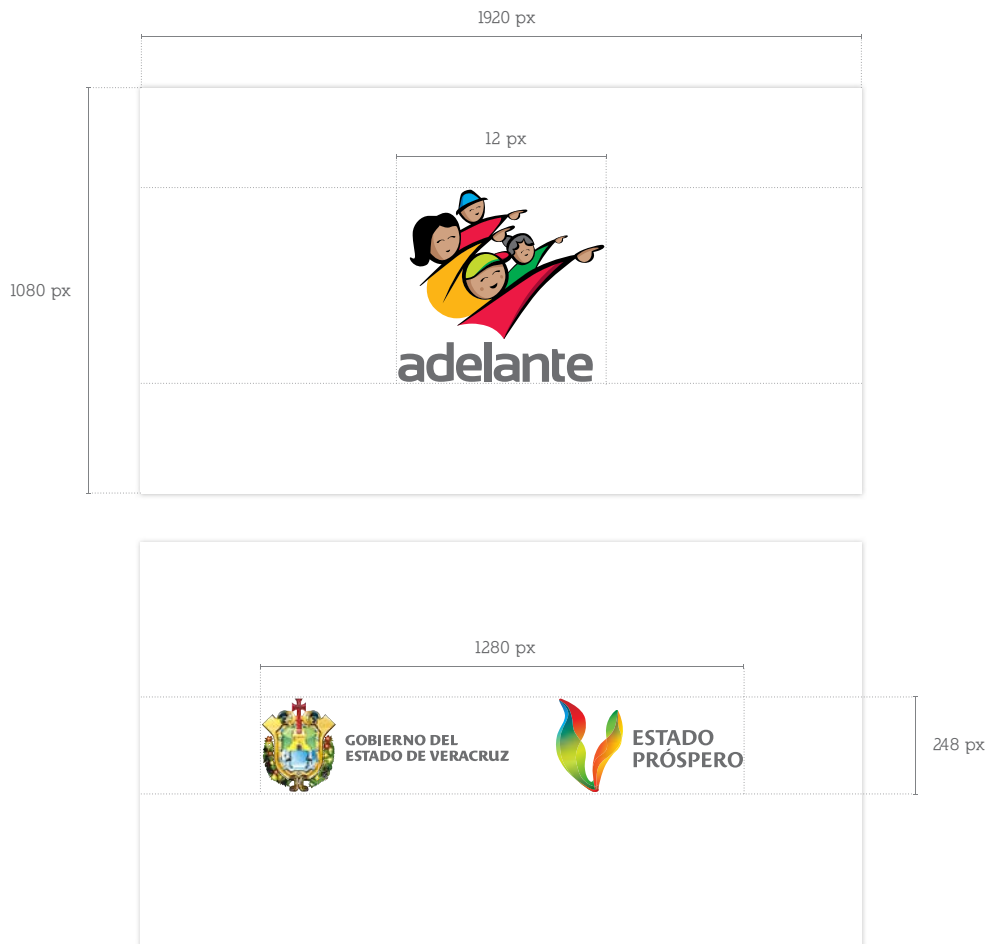 1920 px
12 px
1080 px
adelante
1280 px
GOBIERNO DEL
ESTADO DE VERACRUZ
ESTADO
PRÓSPERO
248 px